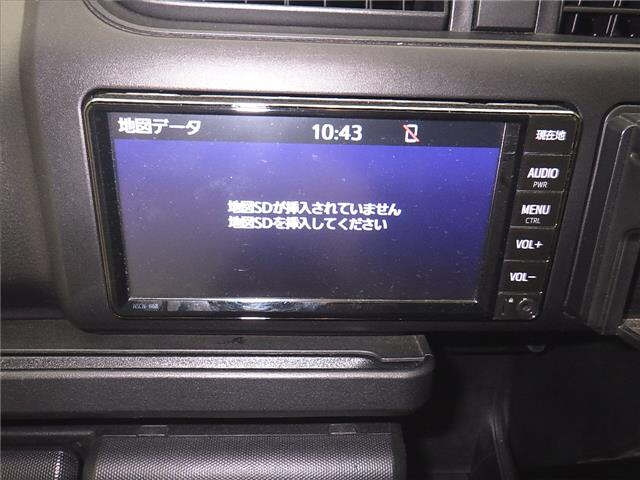 地図データ 10:43
現在地
AUDIO
PWR
地図SDが挿入されていません
地図SDを挿入してください
MENU
CTRL
VOL+
VOL-